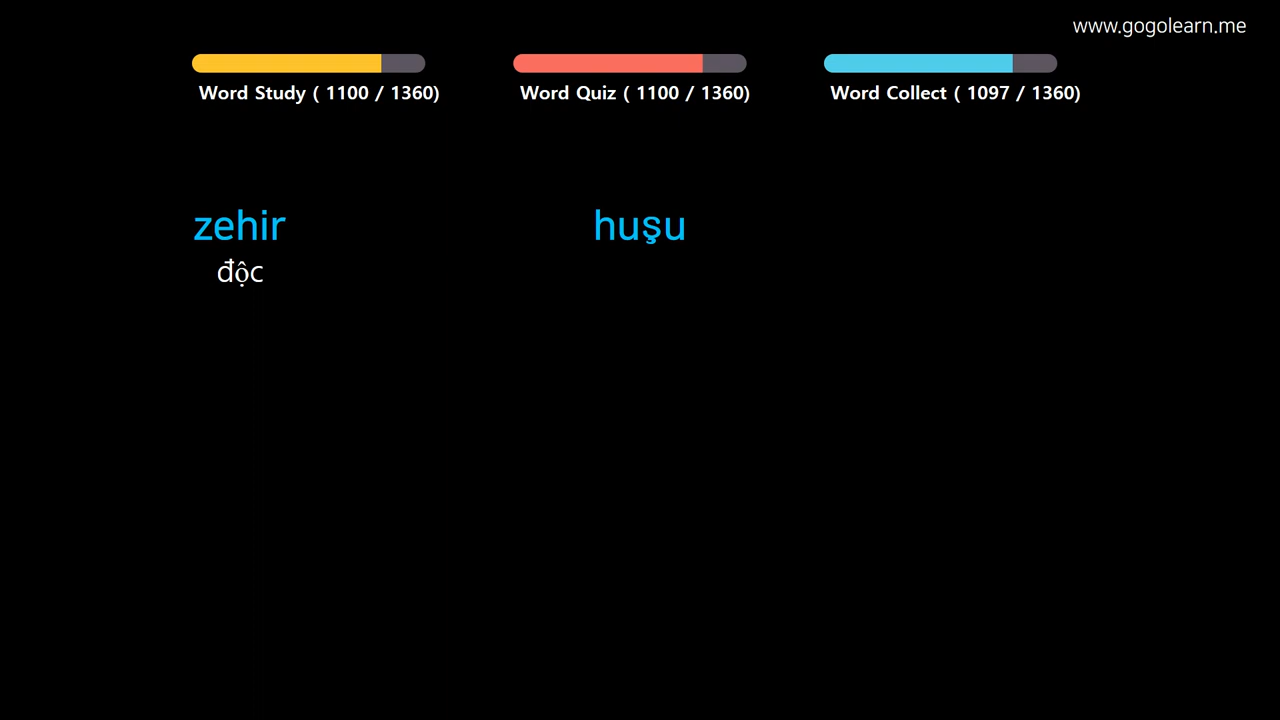 www.gogolearn.me
Word Study ( 1100 / 1360)
Word Quiz ( 1100 / 1360)
Word Collect ( 1097 / 1360)
zehir
độc
huşu